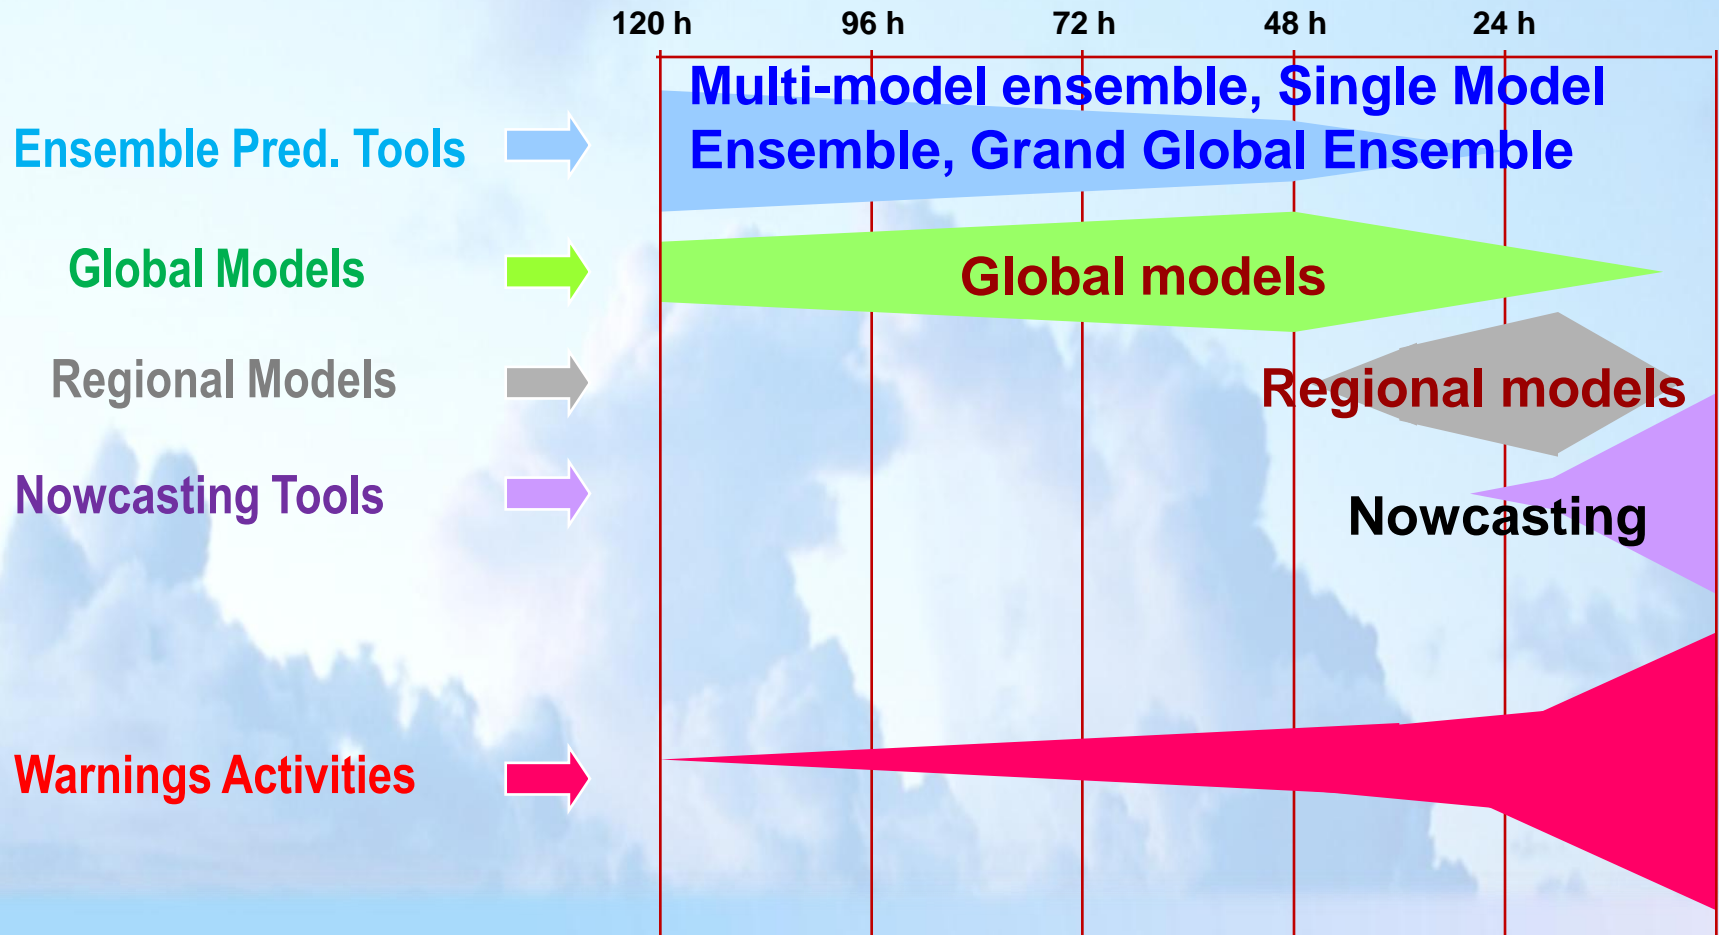 120 h 96 h 72 h 48 h 24 h
Multi-model ensemble, Single Model
Ensemble, Grand Global Ensemble
Ensemble Pred. Tools
Global Models
Global models
Regional Models
Regional models
Nowcasting Tools
Nowcasting
Warnings Activities